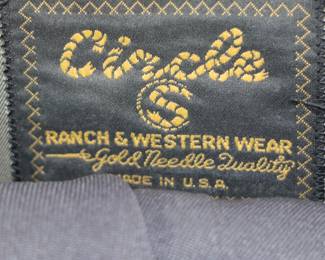 Circle
S
RANCH & WESTERN WEAR
Gold Needle Quality
MADE IN U.S.A.